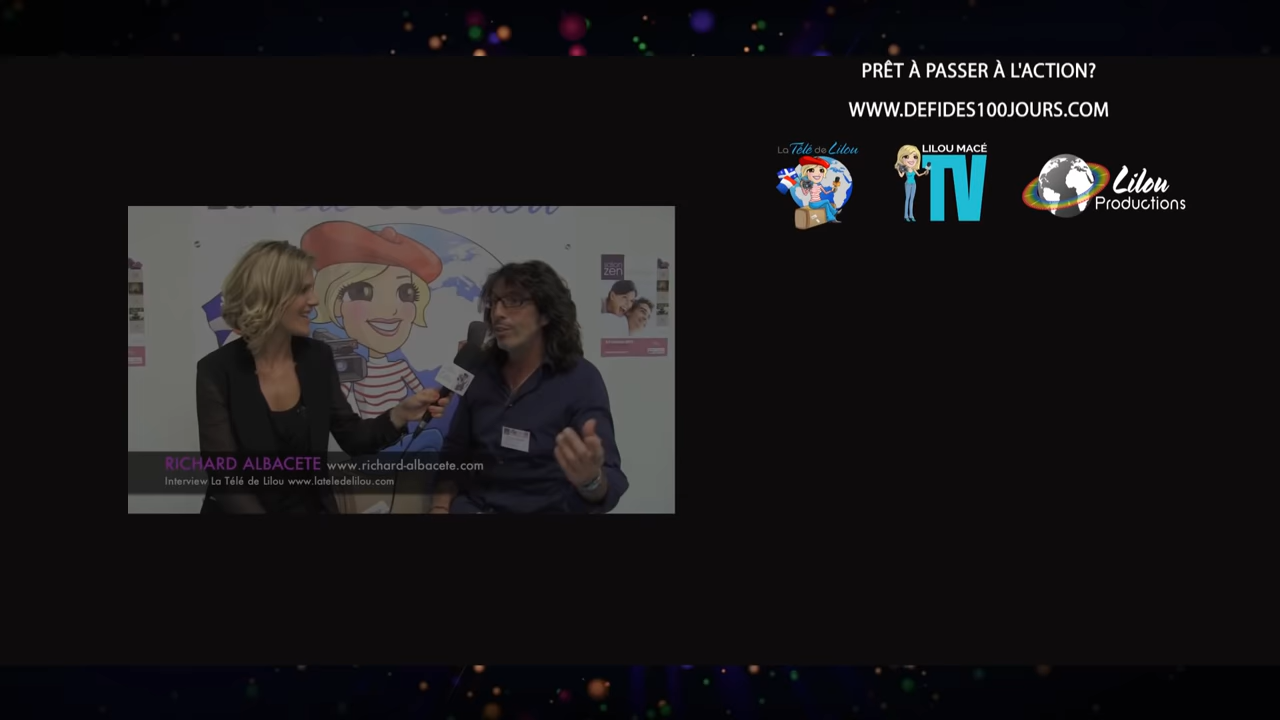 PRÊT À PASSER À L'ACTION?
WWW.DEFIDES100JOURS.COM
La Télé de Lilou
LILOU MACÉ
TV
Lilou
Productions
salon
zen
RICHARD ALBACETE www.richard-albacete.com
Interview La Télé de Lilou www.lateledelilou.com